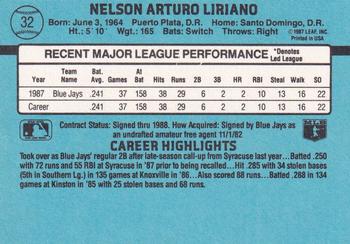 32
NELSON ARTURO LIRIANO
Born: June 3, 1964 Puerto Plata, D.R. Home: Santo Domingo, D.R.
Ht: 5'10" Wgt: 165 Bats: Switch Throws: Right
©1987 LEAF, INC.
Printed in USA
RECENT MAJOR LEAGUE PERFORMANCE *Denotes
Led League
Year Team Name Bat. Avg. Games AT BAT Hits Runs 2B 3B HR RBI Steal BB SO
1987 Blue Jays .241 37 158 38 29 6 2 2 10 13 16 22
Career .241 37 158 38 29 6 2 2 10 13 16 22
Contract Status: Signed thru 1988. How Acquired: Signed by Blue Jays as
an undrafted amateur free agent 11/1/82
CAREER HIGHLIGHTS
Took over as Blue Jays' regular 2B after late-season call-up from Syracuse last year...Batted .250
with 72 runs and 55 RBI at Syracuse in '87 prior to being recalled...Hit .285 with 34 stolen bases
(5th in Southern Lg.) in 135 games at Knoxville in '86...Also scored 88 runs...Batted .288 in 134
games at Kinston in '85 with 25 stolen bases and 68 runs.